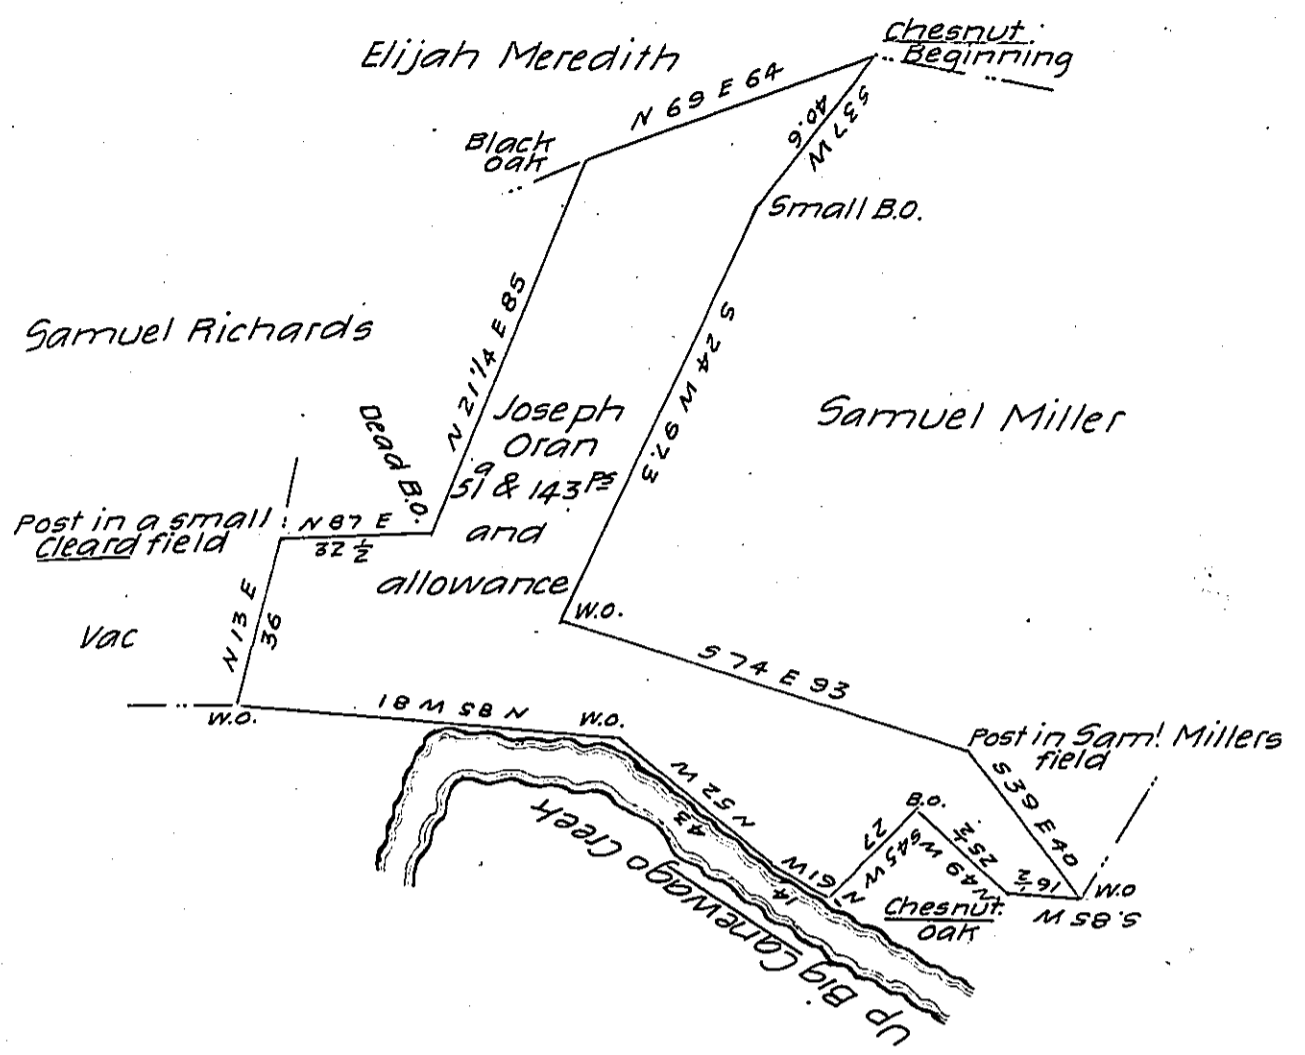 Elijah Meredith
Chesnut:
Beginning
N 69 E 64
Black
oak
S 37 W
40.6
Small B.O.
N 21 1/4 E 85
S 24 W 97.3
Samuel Richards
Samuel Miller
Joseph
Oran
51 a & 143 Ps
and
allowance
Dead B.O.
Post in a small
Cleard field
N 87 E
32 1/2
N 13 E
36
Vac
W.O.
W.O.
S 74 E 93
N 85 W 81
W.O.
Post in Sam! Millers
field
S 39 E 40
N 52 W
43
B.O.
27
S 45 W
25 1/2
N 49 W
N 61 W
14
16 1/2
S. 85 W
W.O
Chesnut.
oak
Up Big Canewago Creek